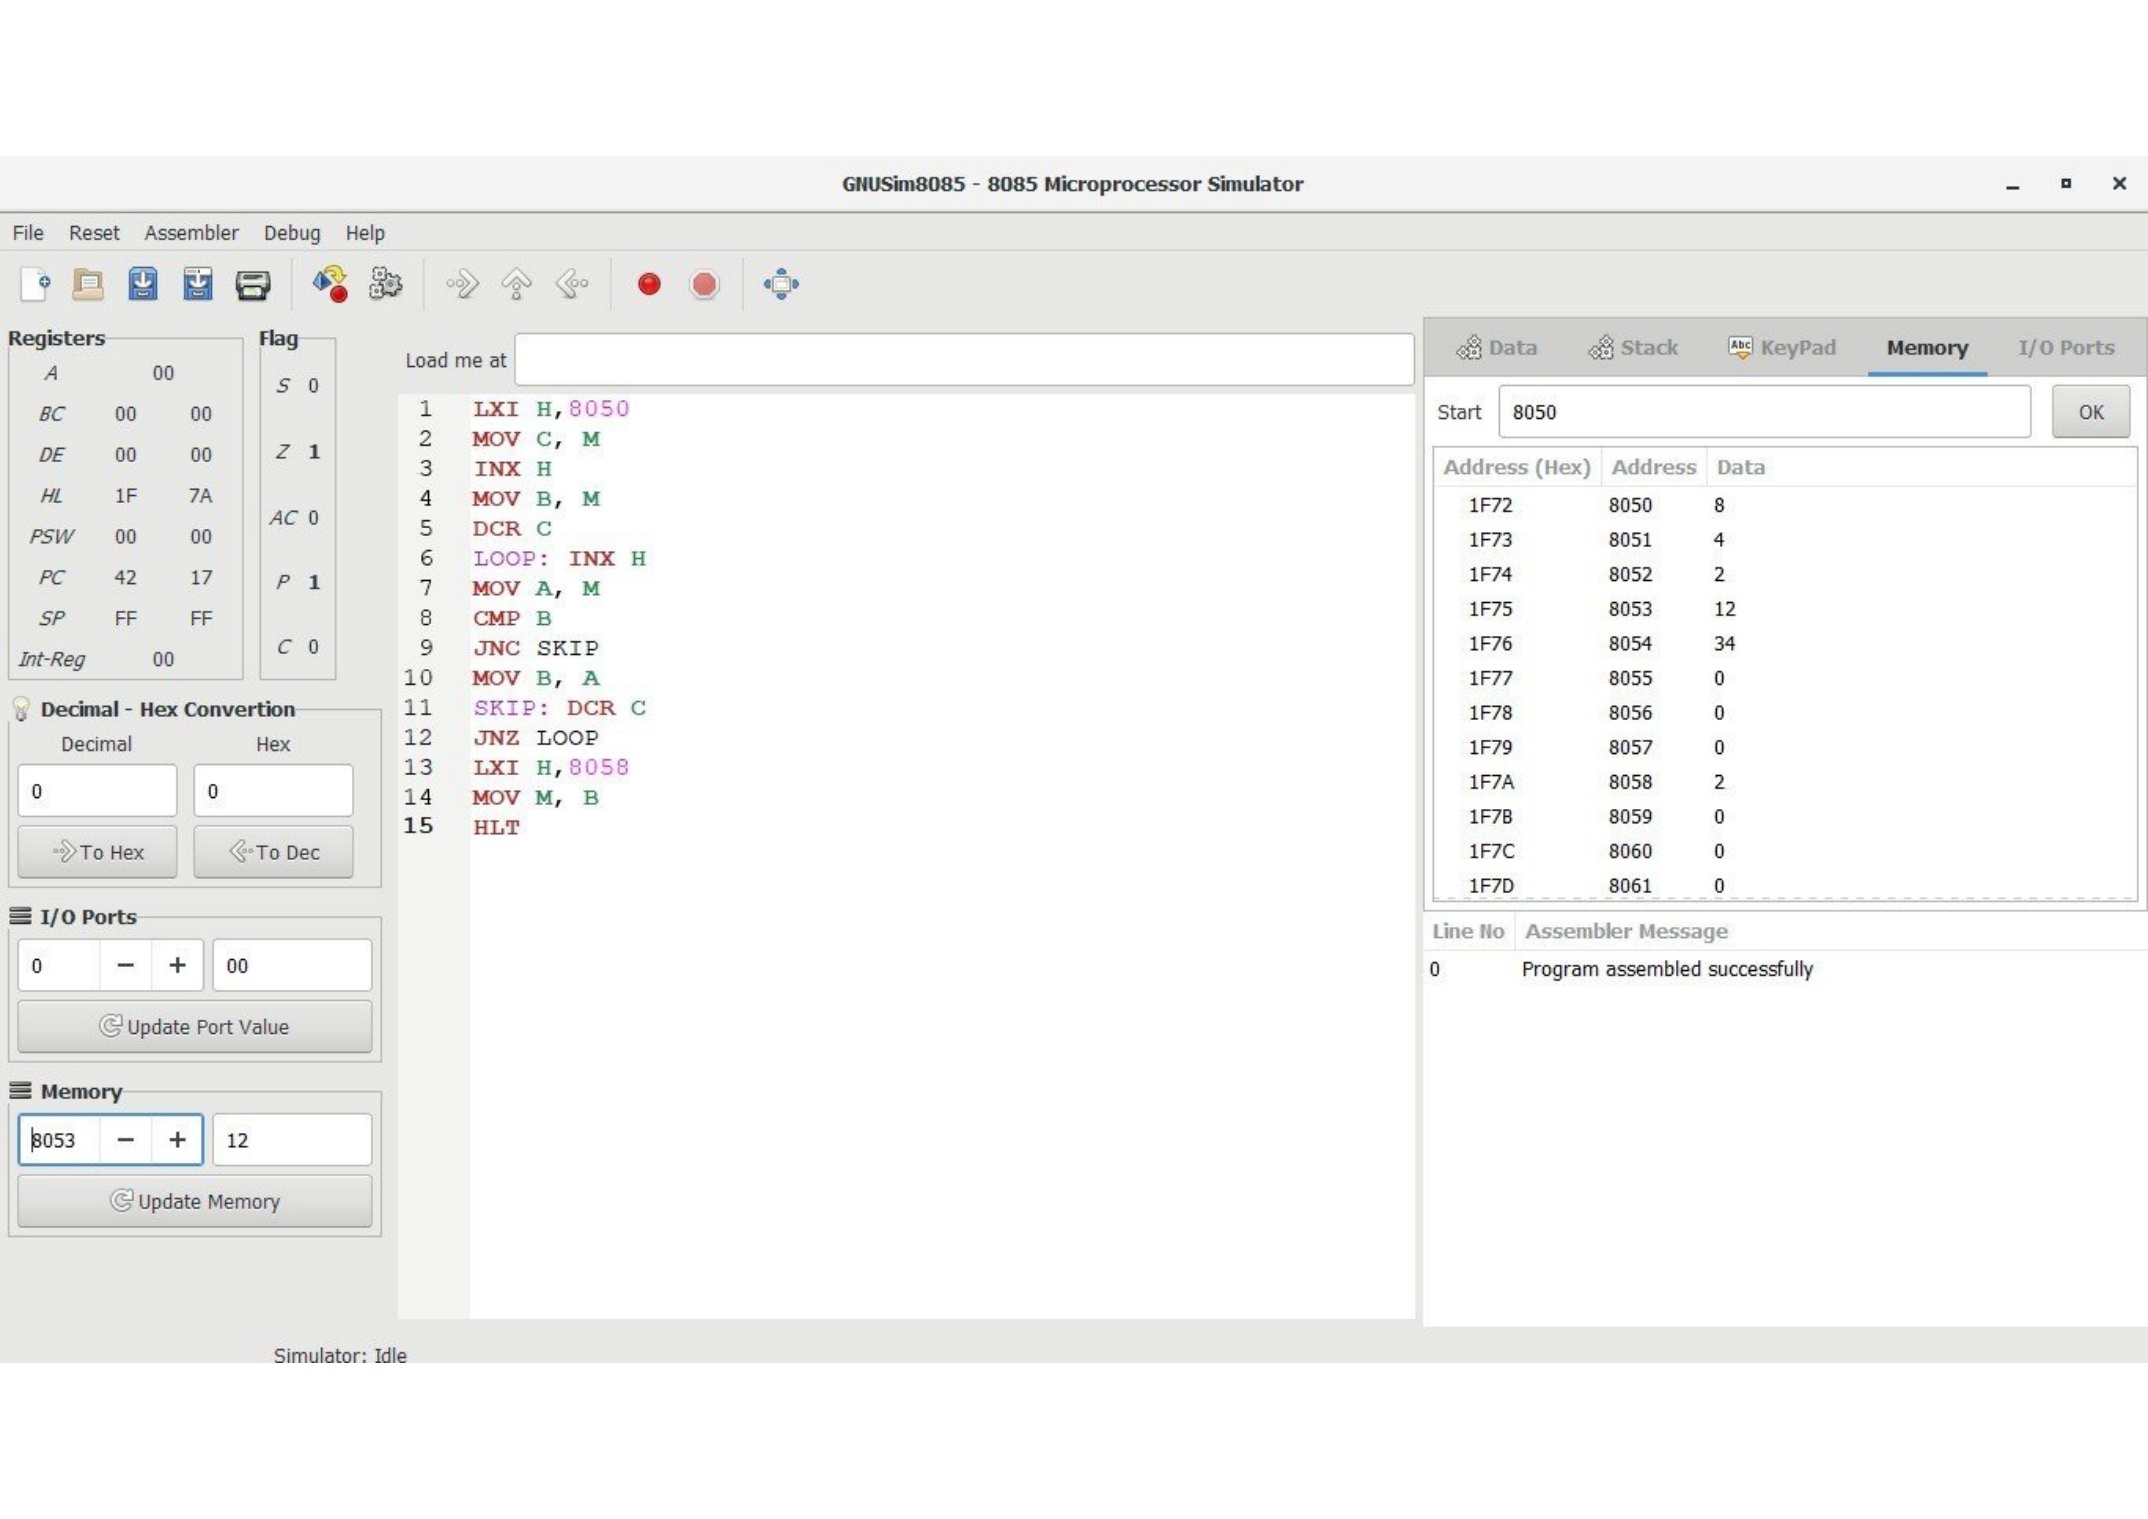 GNUSim8085 - 8085 Microprocessor Simulator
File Reset Assembler Debug Help
Registers
A 00
BC 00 00
DE 00 00
HL 1F 7A
PSW 00 00
PC 42 17
SP FF FF
Int-Reg 00
Flag
S 0
Z 1
AC 0
P 1
C 0
Decimal - Hex Convertion
Decimal Hex
0 0
To Hex To Dec
I/O Ports
0 − + 00
Update Port Value
Memory
8053 − + 12
Update Memory
Load me at
1 LXI H,8050
2 MOV C, M
3 INX H
4 MOV B, M
5 DCR C
6 LOOP: INX H
7 MOV A, M
8 CMP B
9 JNC SKIP
10 MOV B, A
11 SKIP: DCR C
12 JNZ LOOP
13 LXI H,8058
14 MOV M, B
15 HLT
Data Stack Abc KeyPad Memory I/O Ports
Start 8050 OK
Address (Hex) Address Data
1F72 8050 8
1F73 8051 4
1F74 8052 2
1F75 8053 12
1F76 8054 34
1F77 8055 0
1F78 8056 0
1F79 8057 0
1F7A 8058 2
1F7B 8059 0
1F7C 8060 0
1F7D 8061 0
Line No Assembler Message
0 Program assembled successfully
Simulator: Idle